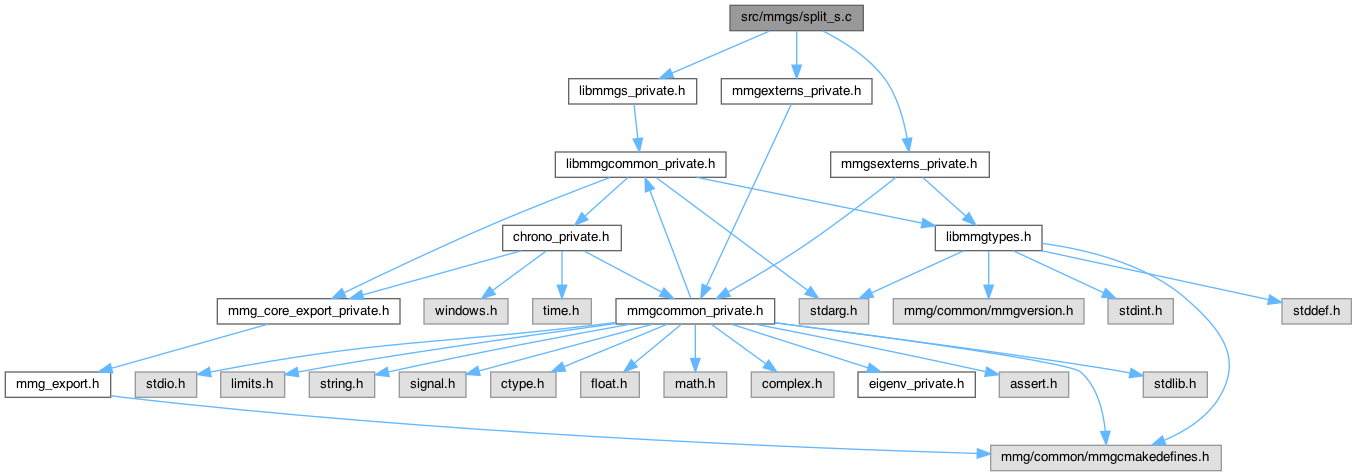 src/mmgs/split_s.c
libmmgs_private.h
mmgexterns_private.h
libmmgcommon_private.h
mmgsexterns_private.h
chrono_private.h
libmmgtypes.h
mmg_core_export_private.h
windows.h
time.h
mmgcommon_private.h
stdarg.h
mmg/common/mmgversion.h
stdint.h
stddef.h
mmg_export.h
stdio.h
limits.h
string.h
signal.h
ctype.h
float.h
math.h
complex.h
eigenv_private.h
assert.h
stdlib.h
mmg/common/mmgcmakedefines.h